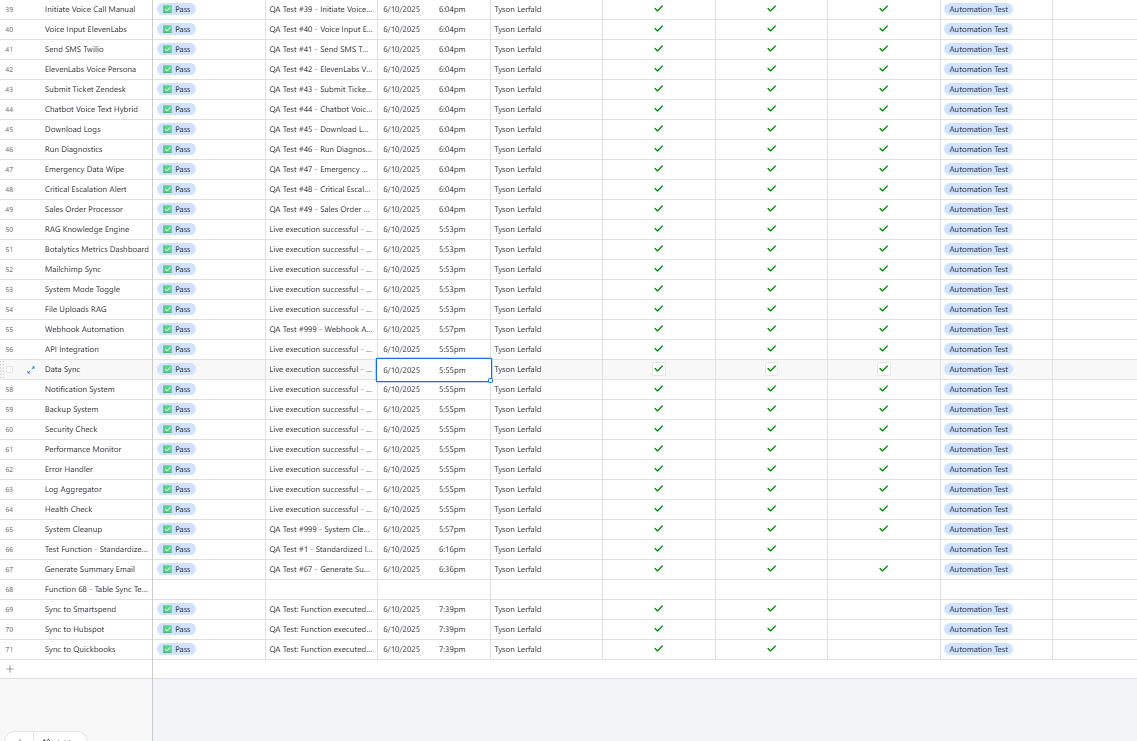 39 Initiate Voice Call Manual Pass QA Test #39 - Initiate Voice... 6/10/2025 6:04pm Tyson Lerfald Automation Test
40 Voice Input ElevenLabs Pass QA Test #40 - Voice Input E... 6/10/2025 6:04pm Tyson Lerfald Automation Test
41 Send SMS Twilio Pass QA Test #41 - Send SMS T... 6/10/2025 6:04pm Tyson Lerfald Automation Test
42 ElevenLabs Voice Persona Pass QA Test #42 - ElevenLabs V... 6/10/2025 6:04pm Tyson Lerfald Automation Test
43 Submit Ticket Zendesk Pass QA Test #43 - Submit Ticke... 6/10/2025 6:04pm Tyson Lerfald Automation Test
44 Chatbot Voice Text Hybrid Pass QA Test #44 - Chatbot Voic... 6/10/2025 6:04pm Tyson Lerfald Automation Test
45 Download Logs Pass QA Test #45 - Download L... 6/10/2025 6:04pm Tyson Lerfald Automation Test
46 Run Diagnostics Pass QA Test #46 - Run Diagnos... 6/10/2025 6:04pm Tyson Lerfald Automation Test
47 Emergency Data Wipe Pass QA Test #47 - Emergency ... 6/10/2025 6:04pm Tyson Lerfald Automation Test
48 Critical Escalation Alert Pass QA Test #48 - Critical Escal... 6/10/2025 6:04pm Tyson Lerfald Automation Test
49 Sales Order Processor Pass QA Test #49 - Sales Order ... 6/10/2025 6:04pm Tyson Lerfald Automation Test
50 RAG Knowledge Engine Pass Live execution successful - ... 6/10/2025 5:53pm Tyson Lerfald Automation Test
51 Botalytics Metrics Dashboard Pass Live execution successful - ... 6/10/2025 5:53pm Tyson Lerfald Automation Test
52 Mailchimp Sync Pass Live execution successful - ... 6/10/2025 5:53pm Tyson Lerfald Automation Test
53 System Mode Toggle Pass Live execution successful - ... 6/10/2025 5:53pm Tyson Lerfald Automation Test
54 File Uploads RAG Pass Live execution successful - ... 6/10/2025 5:53pm Tyson Lerfald Automation Test
55 Webhook Automation Pass QA Test #999 - Webhook A... 6/10/2025 5:57pm Tyson Lerfald Automation Test
56 API Integration Pass Live execution successful - ... 6/10/2025 5:55pm Tyson Lerfald Automation Test
Data Sync Pass Live execution successful - ... 6/10/2025 5:55pm Tyson Lerfald Automation Test
58 Notification System Pass Live execution successful - ... 6/10/2025 5:55pm Tyson Lerfald Automation Test
59 Backup System Pass Live execution successful - ... 6/10/2025 5:55pm Tyson Lerfald Automation Test
60 Security Check Pass Live execution successful - ... 6/10/2025 5:55pm Tyson Lerfald Automation Test
61 Performance Monitor Pass Live execution successful - ... 6/10/2025 5:55pm Tyson Lerfald Automation Test
62 Error Handler Pass Live execution successful - ... 6/10/2025 5:55pm Tyson Lerfald Automation Test
63 Log Aggregator Pass Live execution successful - ... 6/10/2025 5:55pm Tyson Lerfald Automation Test
64 Health Check Pass Live execution successful - ... 6/10/2025 5:55pm Tyson Lerfald Automation Test
65 System Cleanup Pass QA Test #999 - System Cle... 6/10/2025 5:57pm Tyson Lerfald Automation Test
66 Test Function - Standardize... Pass QA Test #1 - Standardized I... 6/10/2025 6:16pm Tyson Lerfald Automation Test
67 Generate Summary Email Pass QA Test #67 - Generate Su... 6/10/2025 6:36pm Tyson Lerfald Automation Test
68 Function 68 - Table Sync Te...
69 Sync to Smartspend Pass QA Test: Function executed... 6/10/2025 7:39pm Tyson Lerfald Automation Test
70 Sync to Hubspot Pass QA Test: Function executed... 6/10/2025 7:39pm Tyson Lerfald Automation Test
71 Sync to Quickbooks Pass QA Test: Function executed... 6/10/2025 7:39pm Tyson Lerfald Automation Test